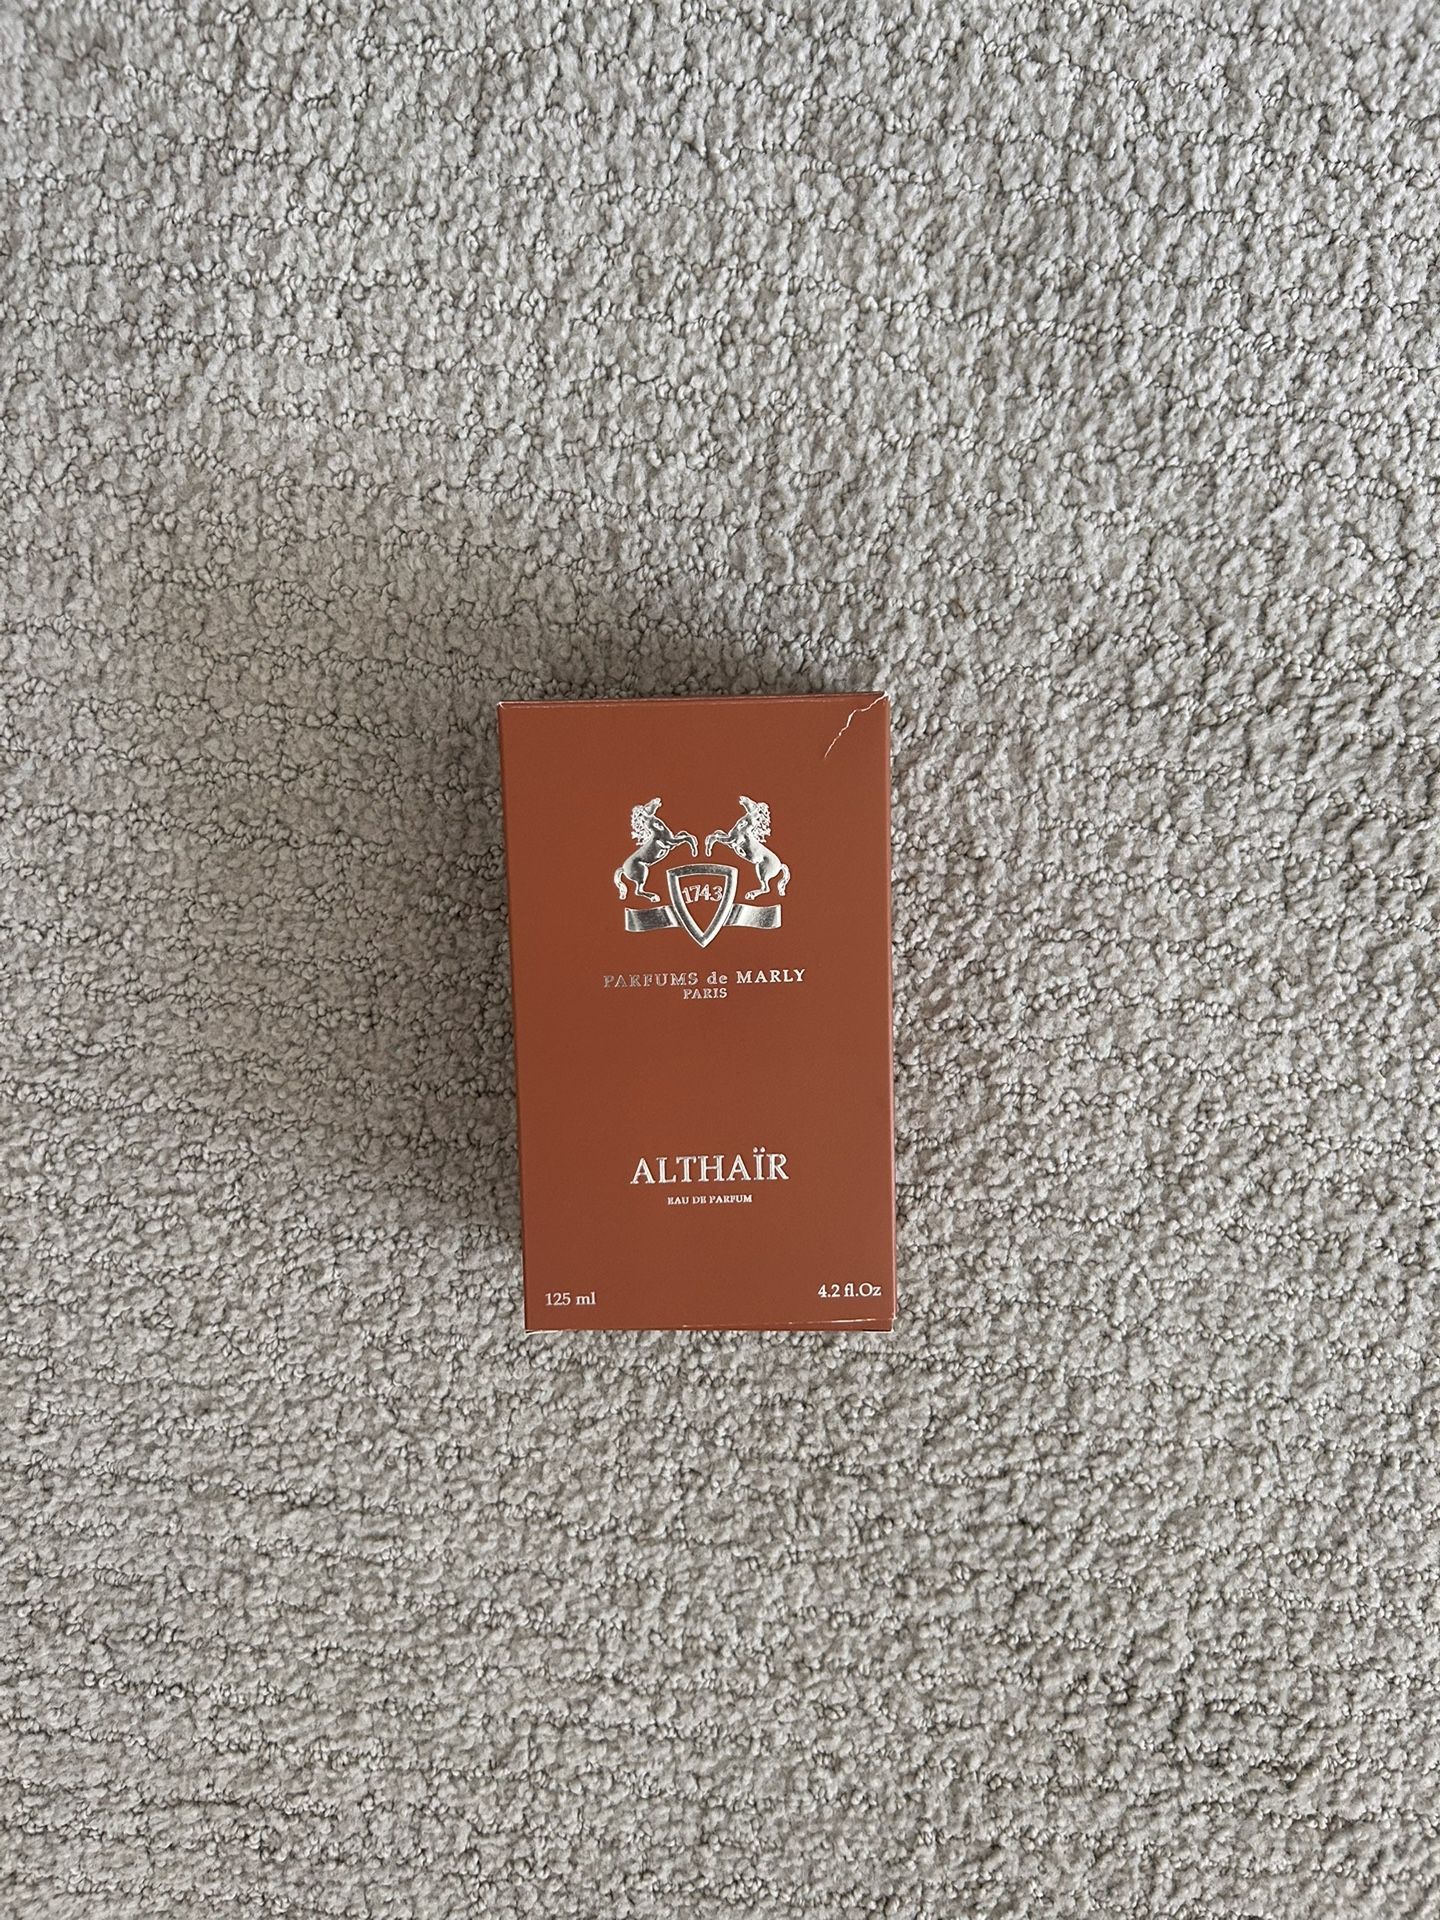 1743
PARFUMS de MARLY
PARIS
ALTHAÏR
EAU DE PARFUM
125 ml
4.2 fl.Oz